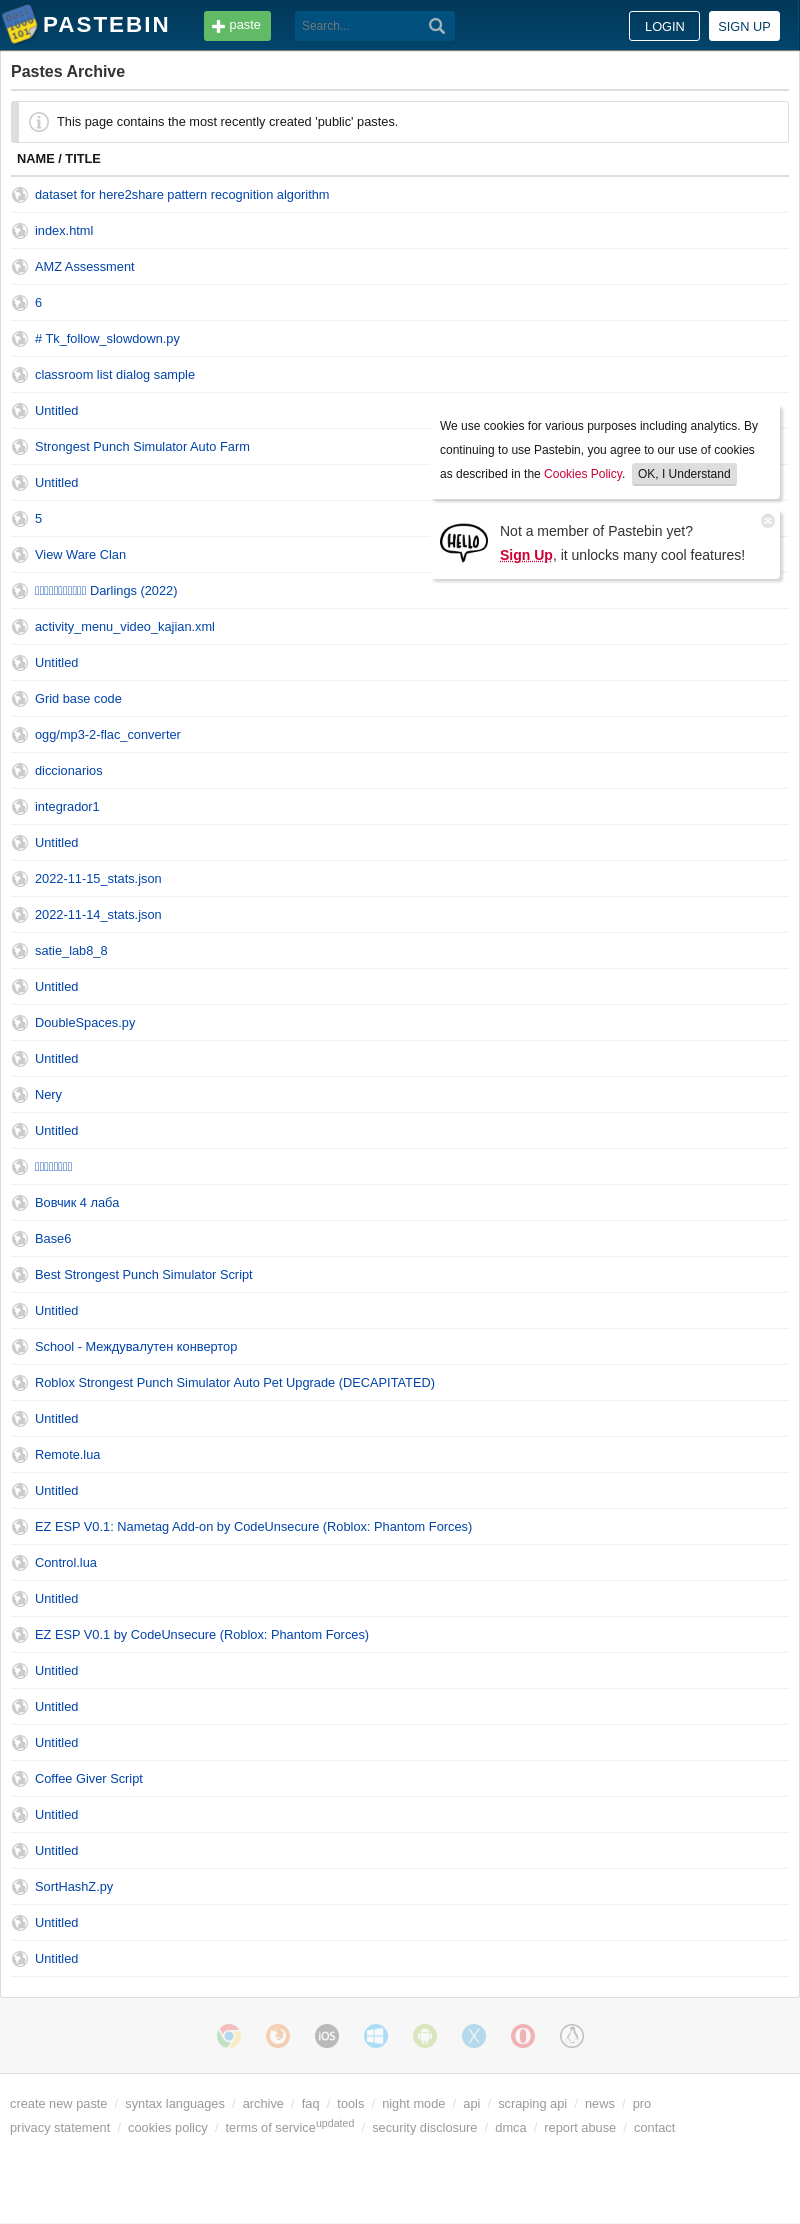 PASTEBIN paste Search... LOGIN SIGN UP
Pastes Archive
This page contains the most recently created 'public' pastes.
NAME / TITLE
dataset for here2share pattern recognition algorithm
index.html
AMZ Assessment
6
# Tk_follow_slowdown.py
classroom list dialog sample
Untitled
Strongest Punch Simulator Auto Farm
Untitled
5
View Ware Clan
Darlings (2022)
We use cookies for various purposes including analytics. By
continuing to use Pastebin, you agree to our use of cookies
as described in the Cookies Policy. OK, I Understand
HELLO
Not a member of Pastebin yet?
Sign Up, it unlocks many cool features!
activity_menu_video_kajian.xml
Untitled
Grid base code
ogg/mp3-2-flac_converter
diccionarios
integrador1
Untitled
2022-11-15_stats.json
2022-11-14_stats.json
satie_lab8_8
Untitled
DoubleSpaces.py
Untitled
Nery
Untitled
Вовчик 4 лаба
Base6
Best Strongest Punch Simulator Script
Untitled
School - Междувалутен конвертор
Roblox Strongest Punch Simulator Auto Pet Upgrade (DECAPITATED)
Untitled
Remote.lua
Untitled
EZ ESP V0.1: Nametag Add-on by CodeUnsecure (Roblox: Phantom Forces)
Control.lua
Untitled
EZ ESP V0.1 by CodeUnsecure (Roblox: Phantom Forces)
Untitled
Untitled
Untitled
Coffee Giver Script
Untitled
Untitled
SortHashZ.py
Untitled
Untitled
iOS
create new paste / syntax languages / archive / faq / tools / night mode / api / scraping api / news / pro
privacy statement / cookies policy / terms of service updated / security disclosure / dmca / report abuse / contact